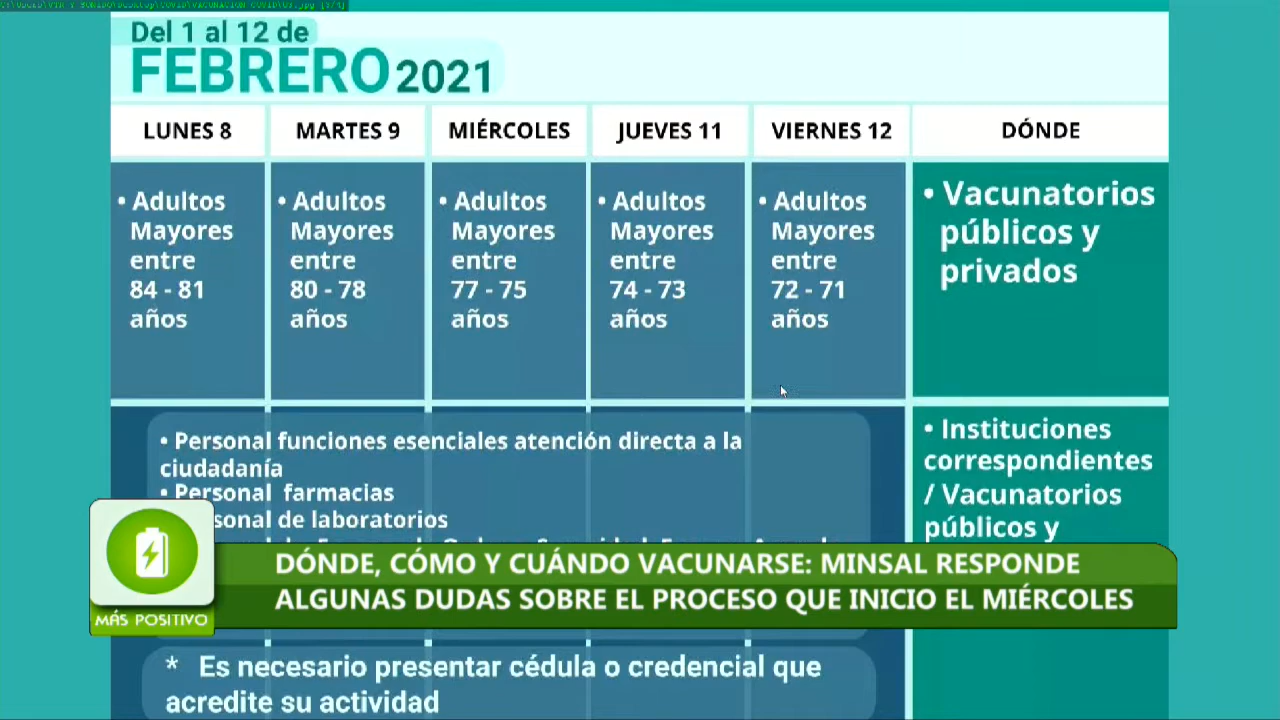 Del 1 al 12 de
FEBRERO 2021
LUNES 8
MARTES 9
MIÉRCOLES
JUEVES 11
VIERNES 12
DÓNDE
• Adultos
Mayores
entre
84 - 81
años
• Adultos
Mayores
entre
80 - 78
años
• Adultos
Mayores
entre
77 - 75
años
• Adultos
Mayores
entre
74 - 73
años
• Adultos
Mayores
entre
72 - 71
años
• Vacunatorios
públicos y
privados
• Personal funciones esenciales atención directa a la
ciudadanía
• Personal farmacias
sonal de laboratorios
• Instituciones
correspondientes
/ Vacunatorios
públicos y
DÓNDE, CÓMO Y CUÁNDO VACUNARSE: MINSAL RESPONDE
ALGUNAS DUDAS SOBRE EL PROCESO QUE INICIO EL MIÉRCOLES
MÁS POSITIVO
* Es necesario presentar cédula o credencial que
acredite su actividad